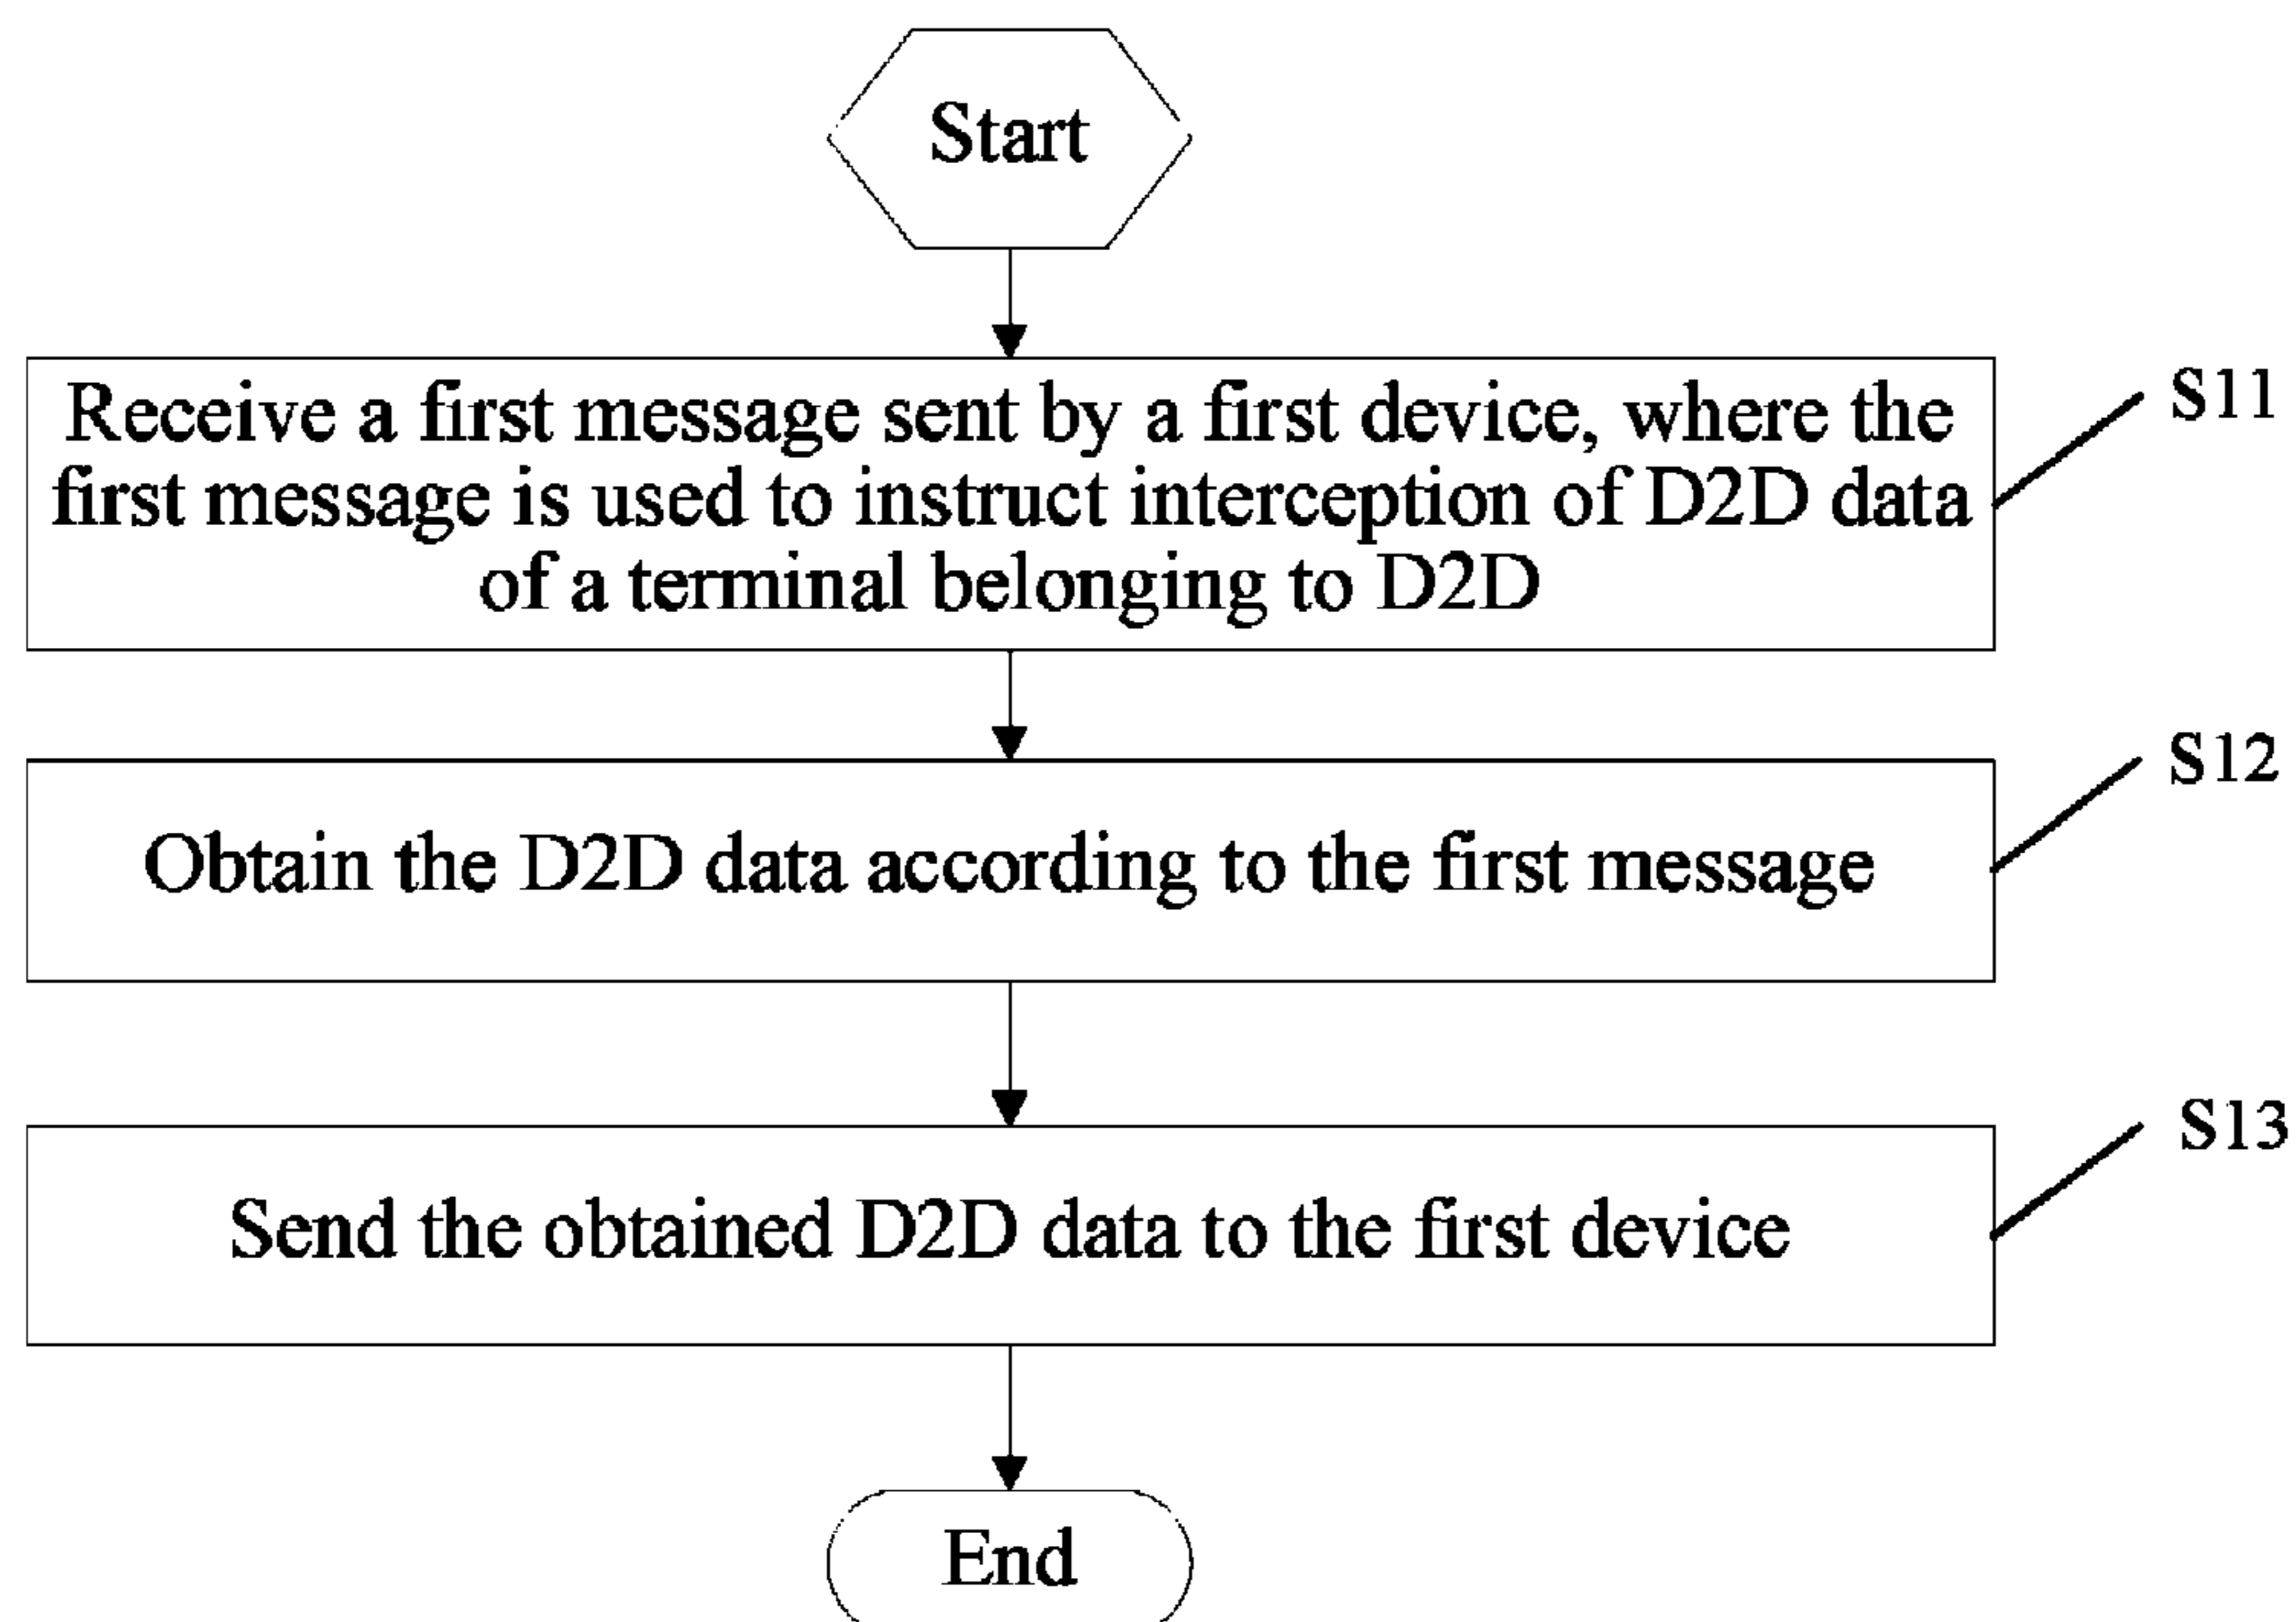 Start
Receive a first message sent by a first device, where the
first message is used to instruct interception of D2D data
of a terminal belonging to D2D
S11
Obtain the D2D data according to the first message
S12
Send the obtained D2D data to the first device
S13
End